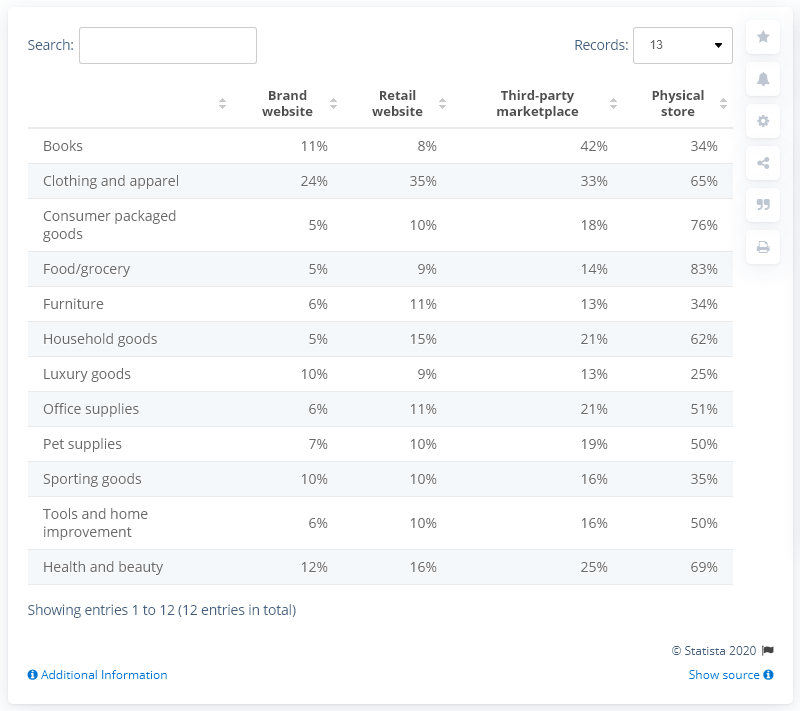 Search:
Records: 13
Brand website
Retail website
Third-party marketplace
Physical store
Books 11% 8% 42% 34%
Clothing and apparel 24% 35% 33% 65%
Consumer packaged
goods 5% 10% 18% 76%
Food/grocery 5% 9% 14% 83%
Furniture 6% 11% 13% 34%
Household goods 5% 15% 21% 62%
Luxury goods 10% 9% 13% 25%
Office supplies 6% 11% 21% 51%
Pet supplies 7% 10% 19% 50%
Sporting goods 10% 10% 16% 35%
Tools and home
improvement 6% 10% 16% 50%
Health and beauty 12% 16% 25% 69%
Showing entries 1 to 12 (12 entries in total)
© Statista 2020
Additional Information
Show source